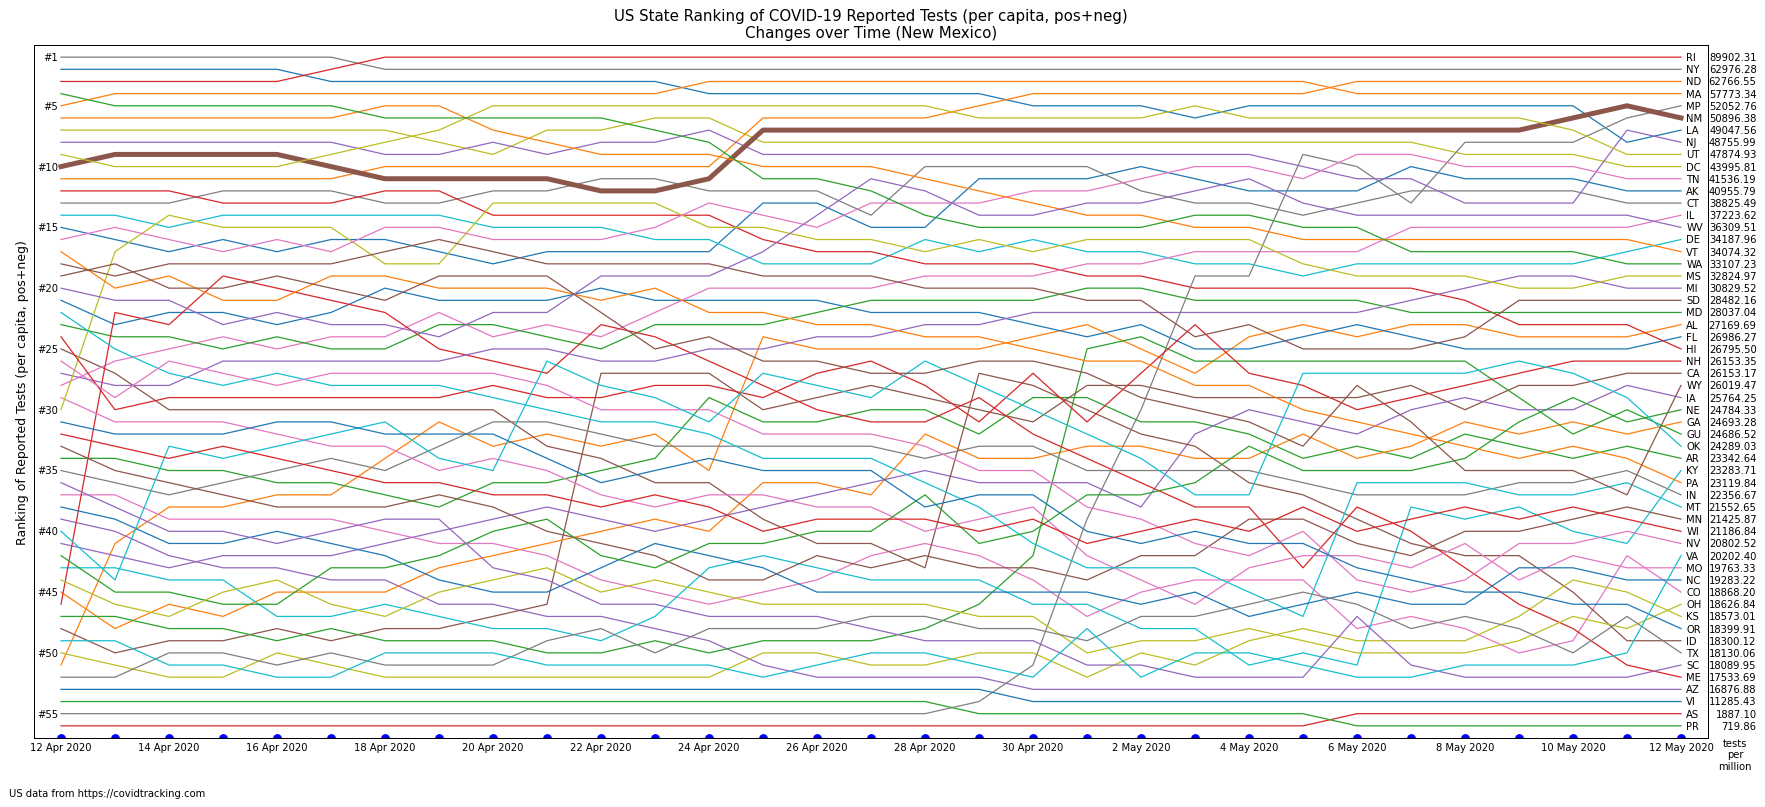 US State Ranking of COVID-19 Reported Tests (per capita, pos+neg)
Changes over Time (New Mexico)
Ranking of Reported Tests (per capita, pos+neg)
#1
#5
#10
#15
#20
#25
#30
#35
#40
#45
#50
#55
RI 89902.31
NY 62976.28
ND 62766.55
MA 57773.34
MP 52052.76
NM 50896.38
LA 49047.56
NJ 48755.99
UT 47874.93
DC 43995.81
TN 41536.19
AK 40955.79
CT 38825.49
IL 37223.62
WV 36309.51
DE 34187.96
VT 34074.32
WA 33107.23
MS 32824.97
MI 30829.52
SD 28482.16
MD 28037.04
AL 27169.69
FL 26986.27
HI 26795.50
NH 26153.35
CA 26153.17
WY 26019.47
IA 25764.25
NE 24784.33
GA 24693.28
GU 24686.52
OK 24289.03
AR 23342.64
KY 23283.71
PA 23119.84
IN 22356.67
MT 21552.65
MN 21425.87
WI 21186.84
NV 20802.52
VA 20202.40
MO 19763.33
NC 19283.22
CO 18868.20
OH 18626.84
KS 18573.01
OR 18399.91
ID 18300.12
TX 18130.06
SC 18089.95
ME 17533.69
AZ 16876.88
VI 11285.43
AS 1887.10
PR 719.86
12 Apr 2020 14 Apr 2020 16 Apr 2020 18 Apr 2020 20 Apr 2020 22 Apr 2020 24 Apr 2020 26 Apr 2020 28 Apr 2020 30 Apr 2020 2 May 2020 4 May 2020 6 May 2020 8 May 2020 10 May 2020 12 May 2020
tests
per
million
US data from https://covidtracking.com